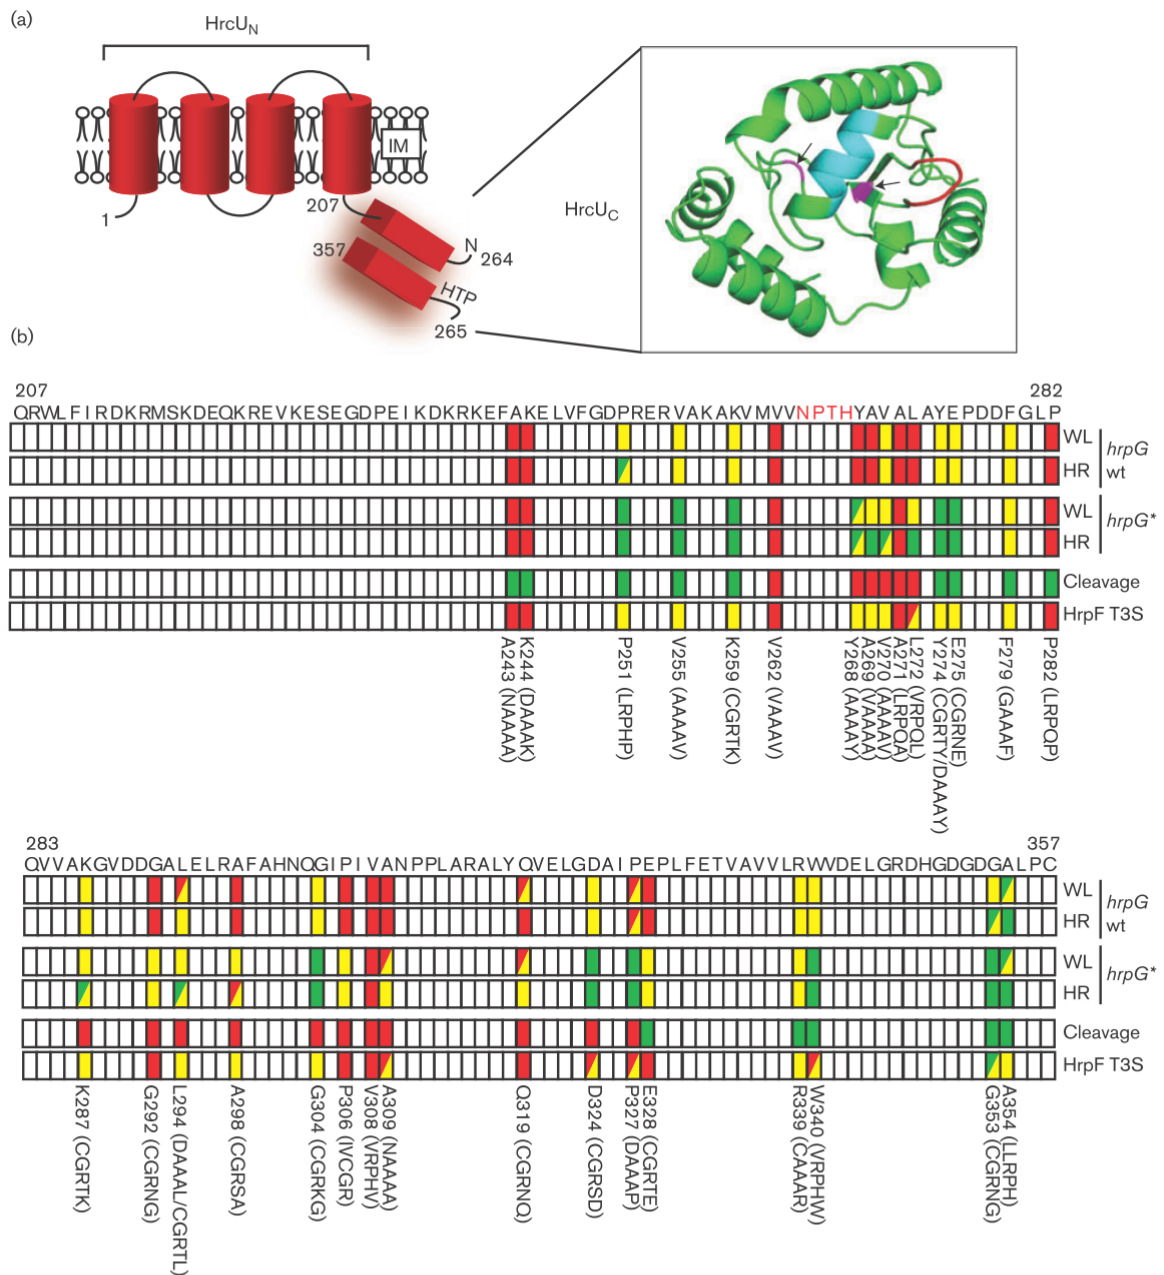 (a)
HrcU_N
IM
1
207
N
264
357
HTP
265
HrcU_C
(b)
207 282
QRWLFIRDKRMSKDEQKREVKESEGDPEIKDKRKEFAKELVFGDPRERVAKAKVMVVNPTHYAVALAYEPDDFGLP
WL
HR
hrpG
wt
WL
HR
hrpG*
Cleavage
HrpF T3S
A243 (NAAAA)
K244 (DAAAK)
P251 (LRPHP)
V255 (AAAAV)
K259 (CGRTK)
V262 (VAAAV)
Y268 (AAAAY)
A269 (VAAAA)
V270 (AAAAV)
A271 (LRPQA)
L272 (VRPQL)
Y274 (CGRTY/DAAAY)
E275 (CGRNE)
F279 (GAAAF)
P282 (LRPQP)
283 357
QVVAKGVDDGALELRAFAHNQGIPIVANPPLARALYQVELGDAIPEPLFETVAVVLRWVDELGRDHGDGDGALPC
WL
HR
hrpG
wt
WL
HR
hrpG*
Cleavage
HrpF T3S
K287 (CGRTK)
G292 (CGRNG)
L294 (DAAAL/CGRTL)
A298 (CGRSA)
G304 (CGRKG)
P306 (IVCGR)
V308 (VRPHV)
A309 (NAAAA)
Q319 (CGRNQ)
D324 (CGRSD)
P327 (DAAAP)
E328 (CGRTE)
R339 (CAAAR)
W340 (VRPHW)
G353 (CGRNG)
A354 (LLRPH)